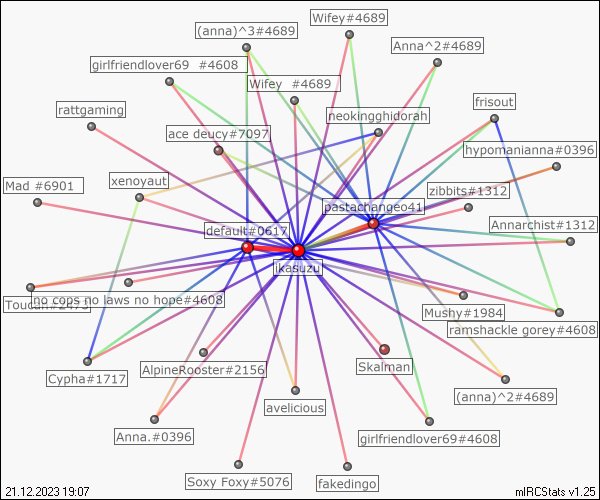 Wifey#4689
(anna)^3#4689
Anna^2#4689
girlfriendlover69 #4608
Wifey #4689
frisout
rattgaming
neokingghidorah
ace deucy#7097
hypomanianna#0396
xenoyaut
Mad #6901
zibbits#1312
pastachangeo41
Annarchist#1312
default#0617
ikasuzu
no cops no laws no hope#4608
Mushy#1984
ramshackle gorey#4608
Skalman
AlpineRooster#2156
Cypha#1717
(anna)^2#4689
avelicious
Anna.#0396
girlfriendlover69#4608
Soxy Foxy#5076
fakedingo
21.12.2023 19:07
mIRCStats v1.25